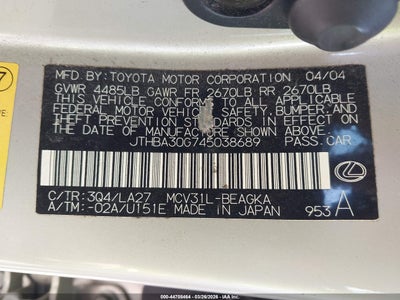 7
MFD. BY: TOYOTA MOTOR CORPORATION 04/04
GVWR 4485LB GAWR FR 2670LB RR 2670LB
THIS VEHICLE CONFORMS TO ALL APPLICABLE
FEDERAL MOTOR VEHICLE SAFETY, BUMPER, AND
THEFT PREVENTION STANDARDS IN EFFECT ON
THE DATE OF MANUFACTURE SHOWN ABOVE.
JTHBA30G745038689 PASS. CAR
C/TR: 3Q4/LA27 MCV31L-BEAGKA
A/TM: -02A/U151E MADE IN JAPAN 953 A
000-44758464 | 03/26/2026 | © IAA, LLC